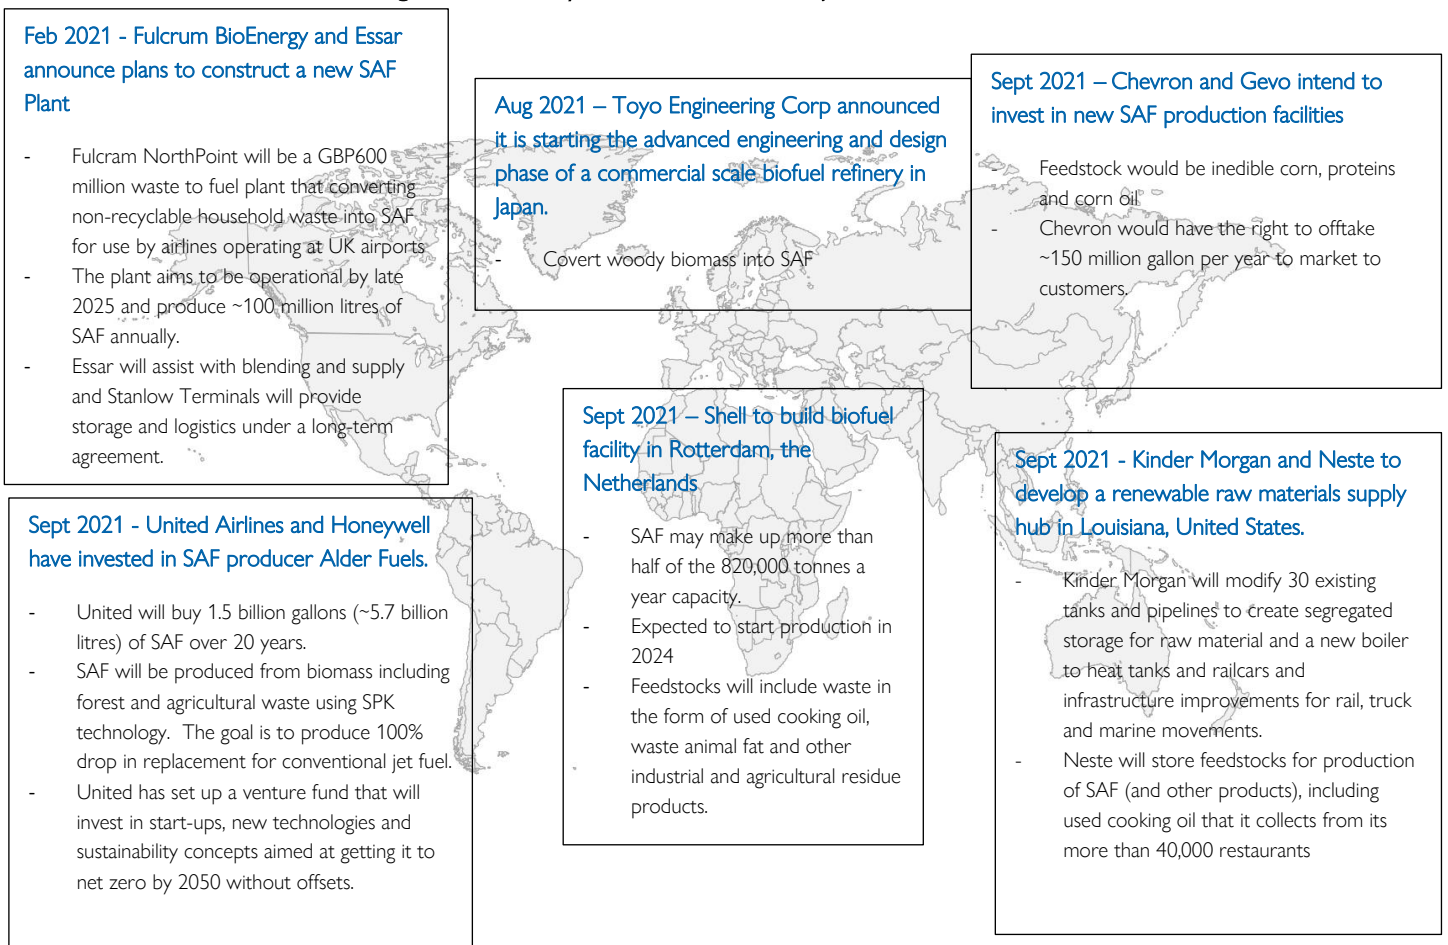 Feb 2021 - Fulcrum BioEnergy and Essar
announce plans to construct a new SAF
Plant
- Fulcram NorthPoint will be a GBP600
million waste to fuel plant that converting
non-recyclable household waste into SAF
for use by airlines operating at UK airports
- The plant aims to be operational by late
2025 and produce ~100 million litres of
SAF annually.
- Essar will assist with blending and supply
and Stanlow Terminals will provide
storage and logistics under a long-term
agreement.
Aug 2021 – Toyo Engineering Corp announced
it is starting the advanced engineering and design
phase of a commercial scale biofuel refinery in
Japan.
- Covert woody biomass into SAF
Sept 2021 – Chevron and Gevo intend to
invest in new SAF production facilities
- Feedstock would be inedible corn, proteins
and corn oil
- Chevron would have the right to offtake
~150 million gallon per year to market to
customers.
Sept 2021 - United Airlines and Honeywell
have invested in SAF producer Alder Fuels.
- United will buy 1.5 billion gallons (~5.7 billion
litres) of SAF over 20 years.
- SAF will be produced from biomass including
forest and agricultural waste using SPK
technology. The goal is to produce 100%
drop in replacement for conventional jet fuel.
- United has set up a venture fund that will
invest in start-ups, new technologies and
sustainability concepts aimed at getting it to
net zero by 2050 without offsets.
Sept 2021 – Shell to build biofuel
facility in Rotterdam, the
Netherlands
- SAF may make up more than
half of the 820,000 tonnes a
year capacity.
- Expected to start production in
2024
- Feedstocks will include waste in
the form of used cooking oil,
waste animal fat and other
industrial and agricultural residue
products.
Sept 2021 - Kinder Morgan and Neste to
develop a renewable raw materials supply
hub in Louisiana, United States.
- Kinder Morgan will modify 30 existing
tanks and pipelines to create segregated
storage for raw material and a new boiler
to heat tanks and railcars and
infrastructure improvements for rail, truck
and marine movements.
- Neste will store feedstocks for production
of SAF (and other products), including
used cooking oil that it collects from its
more than 40,000 restaurants